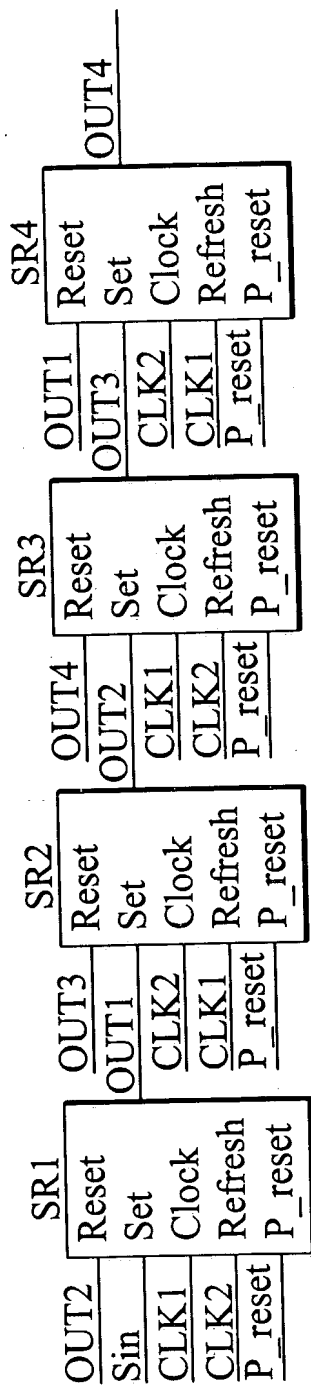 SR1
OUT2 Reset
Sin Set
CLK1 Clock
CLK2 Refresh
P_reset P_reset
SR2
OUT3 Reset
OUT1 Set
CLK2 Clock
CLK1 Refresh
P_reset P_reset
SR3
OUT4 Reset
OUT2 Set
CLK1 Clock
CLK2 Refresh
P_reset P_reset
SR4
OUT1 Reset
OUT3 Set
CLK2 Clock
CLK1 Refresh
P_reset P_reset
OUT4